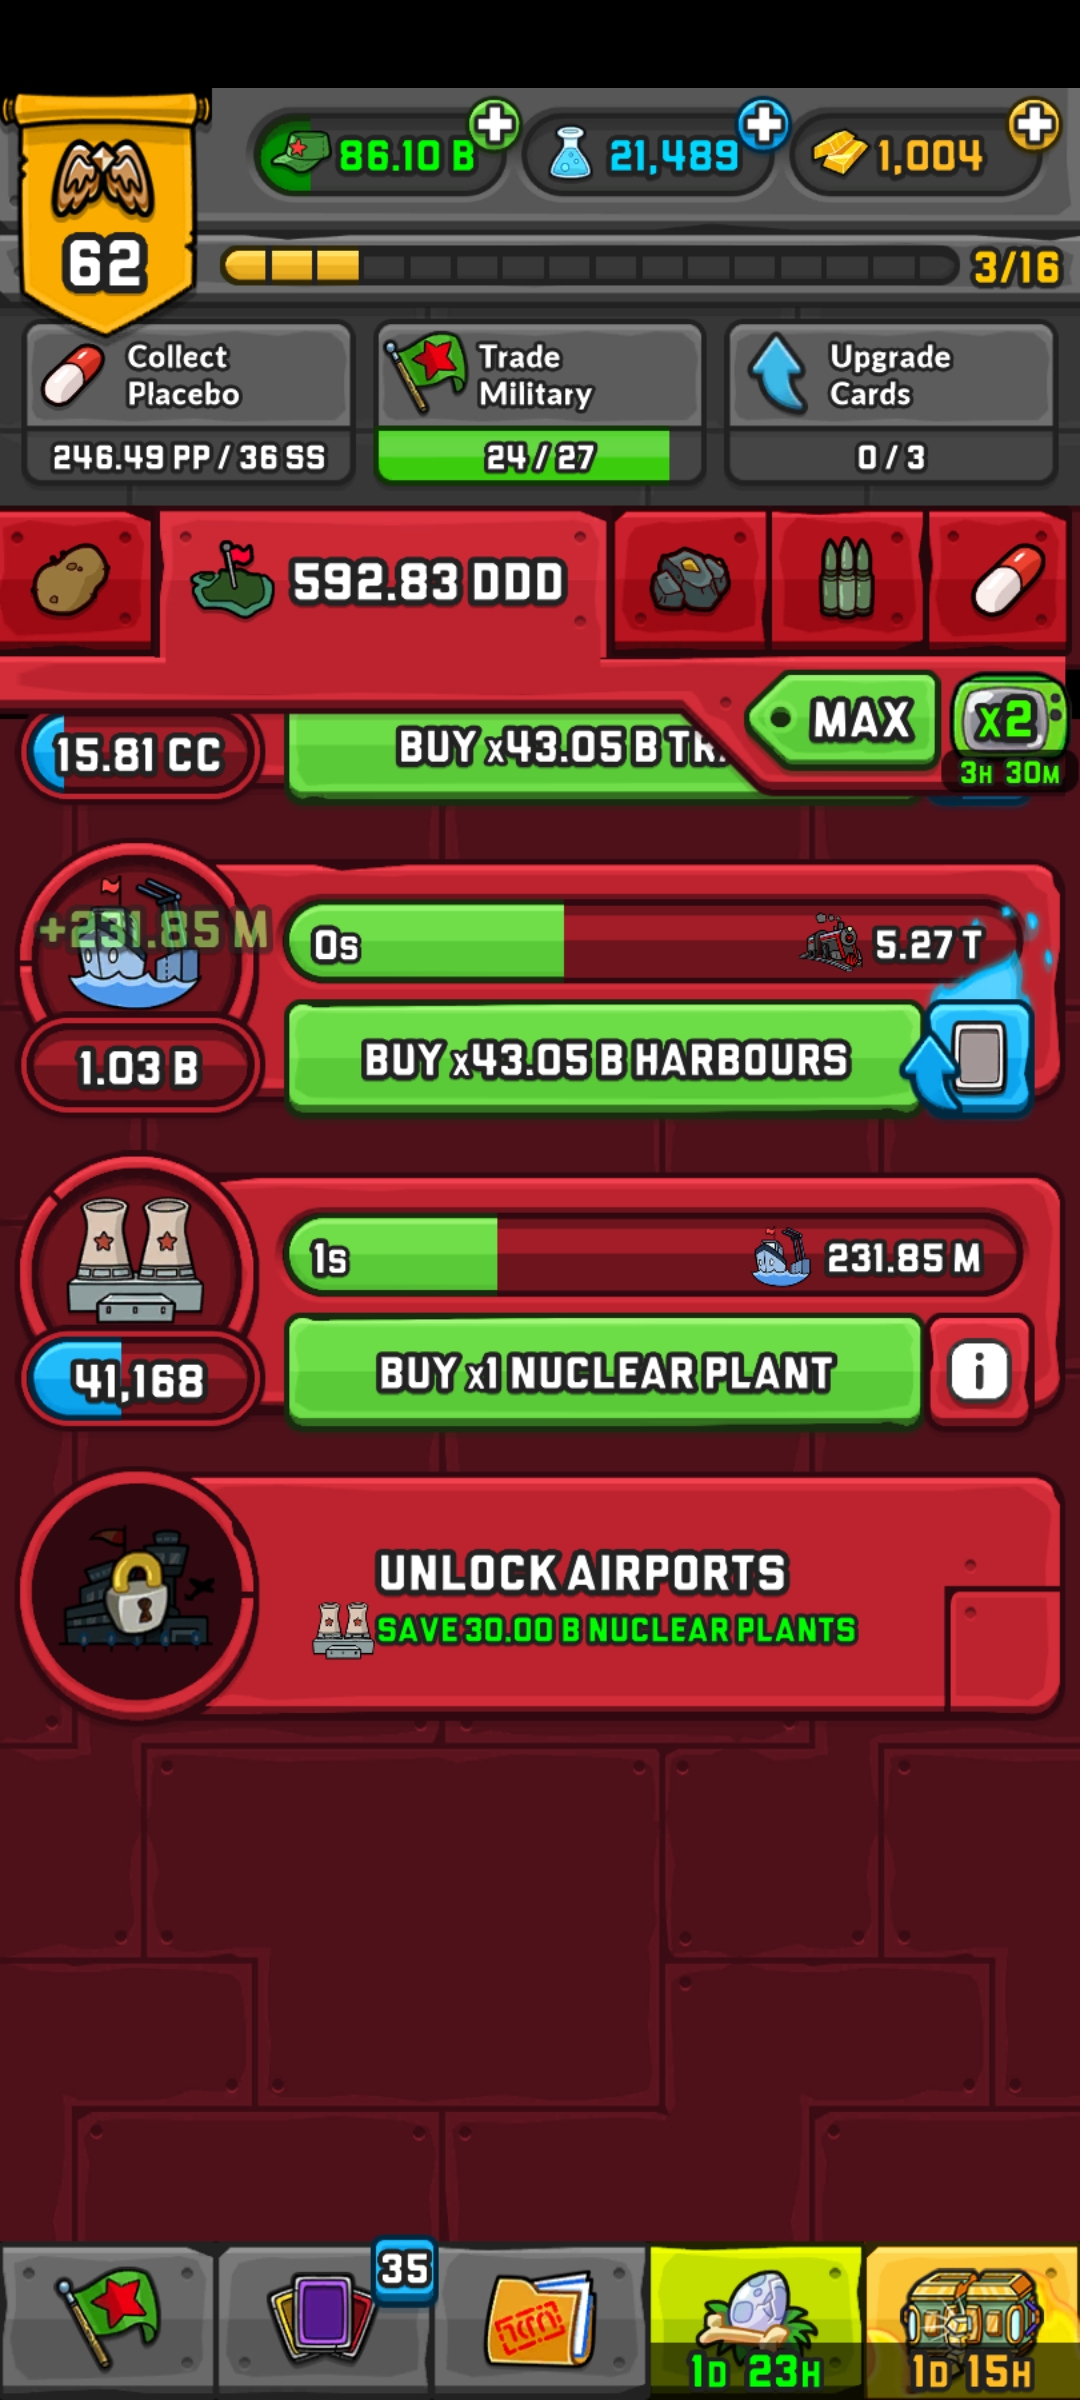 86.10 B
21,489
1,004
62
3/16
Collect
Placebo
246.49 PP / 36 SS
Trade
Military
24 / 27
Upgrade
Cards
0 / 3
592.83 DDD
MAX
x2
3H 30M
15.81 CC
BUY x43.05 B
+231.85 M
0s
5.27 T
1.03 B
BUY x43.05 B HARBOURS
1s
231.85 M
41,168
BUY x1 NUCLEAR PLANT
i
UNLOCK AIRPORTS
SAVE 30.00 B NUCLEAR PLANTS
35
1D 23H
1D 15H